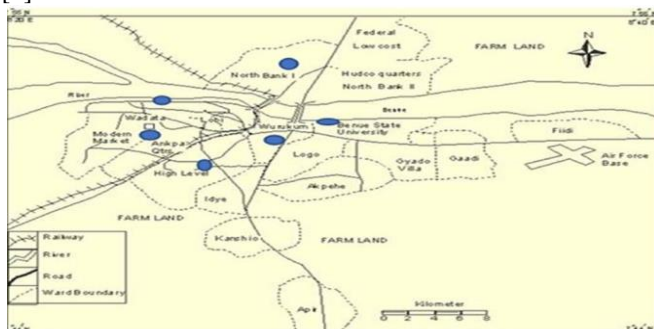 Federal
Low cost
FARM LAND
N
North Bank I
Hudco quarters
North Bank II
River
Benue
Wadata
Lobi
Wurukum
Benue State
University
Modern
Market
Ankpa
Qtrs
Fiidi
Logo
Gyado
Villa
Gaadi
Air Force
Base
High Level
Akpehe
Idye
FARM LAND
Kanshio
FARM LAND
Railway
River
Road
Ward Boundary
Apir
Kilometer
0 2 4 6 8